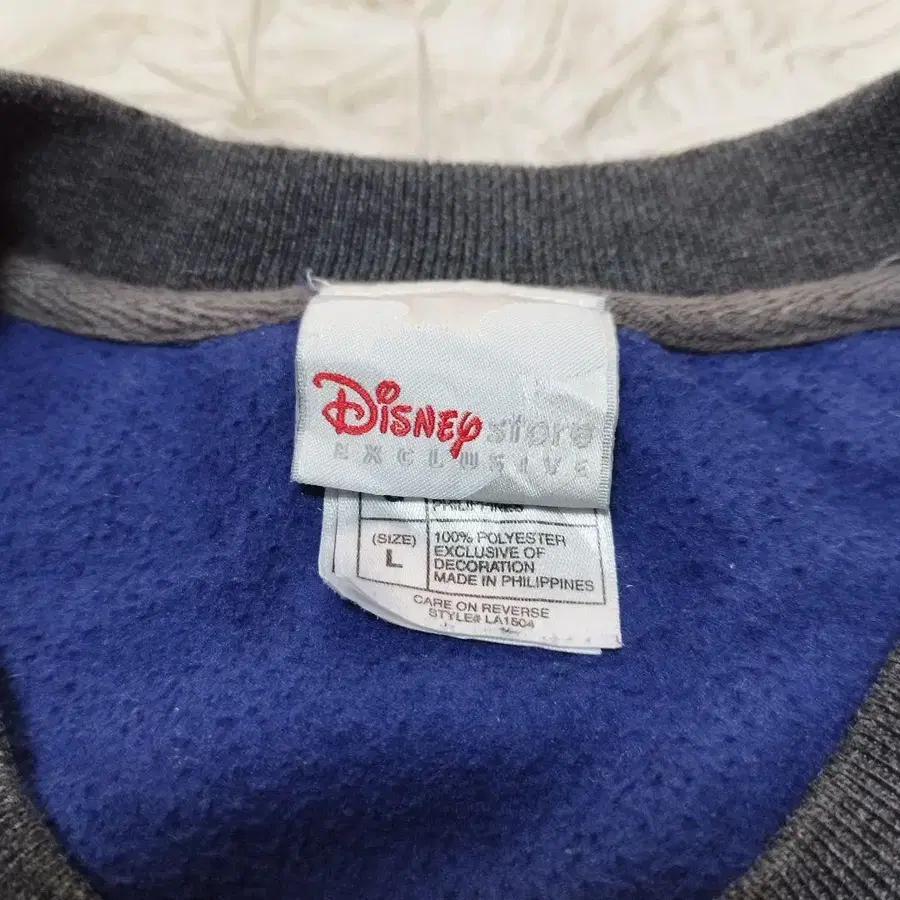 Disney store
EXCLUSIVE
PHILIPPINES
(SIZE)
L
100% POLYESTER
EXCLUSIVE OF
DECORATION
MADE IN PHILIPPINES
CARE ON REVERSE
STYLE# LA1504